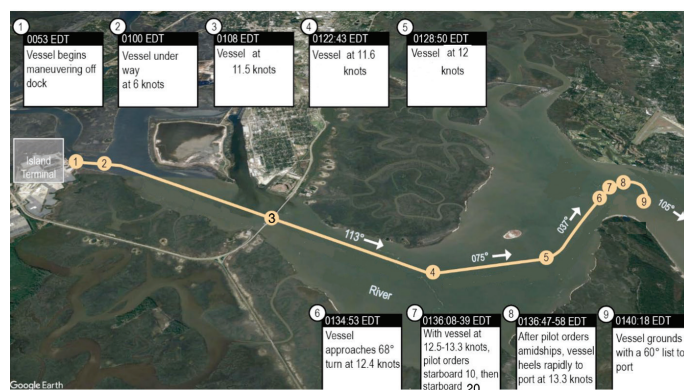 1
0053 EDT
Vessel begins
maneuvering off
dock
2
0100 EDT
Vessel under
way
at 6 knots
3
0108 EDT
Vessel at
11.5 knots
4
0122:43 EDT
Vessel at 11.6
knots
5
0128:50 EDT
Vessel at 12
knots
Island
Terminal
1
2
3
4
5
6
7
8
9
113°
075°
037°
105°
River
6
0134:53 EDT
Vessel
approaches 68°
turn at 12.4 knots
7
0136:08-39 EDT
With vessel at
12.5-13.3 knots,
pilot orders
starboard 10, then
starboard 20
8
0136:47-58 EDT
After pilot orders
amidships, vessel
heels rapidly to
port at 13.3 knots
9
0140:18 EDT
Vessel grounds
with a 60° list to
port
Google Earth